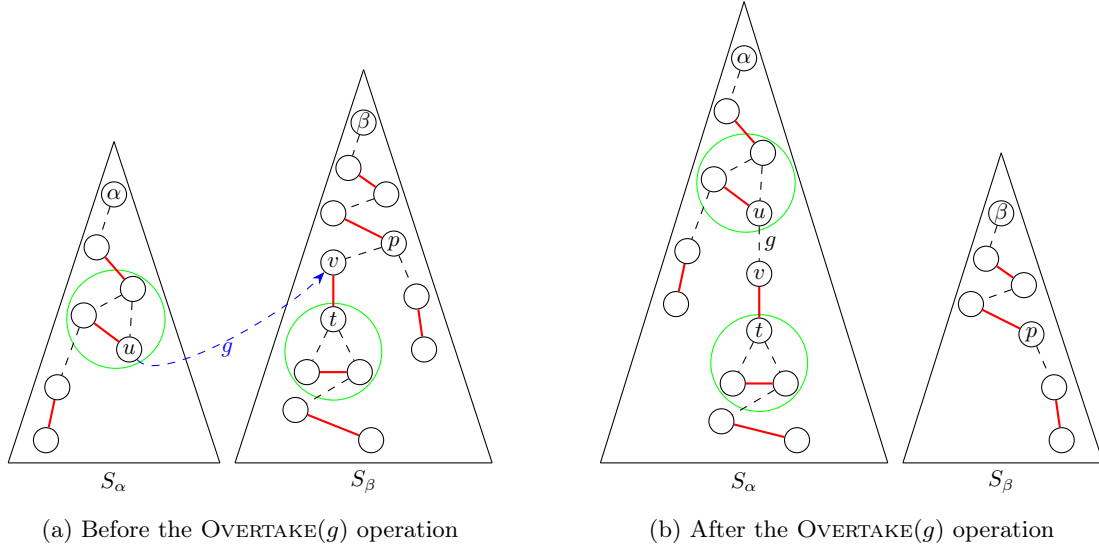 α
u
S_α
β
p
v
t
g
S_β
(a) Before the OVERTAKE(g) operation
α
u
g
v
t
S_α
β
p
S_β
(b) After the OVERTAKE(g) operation